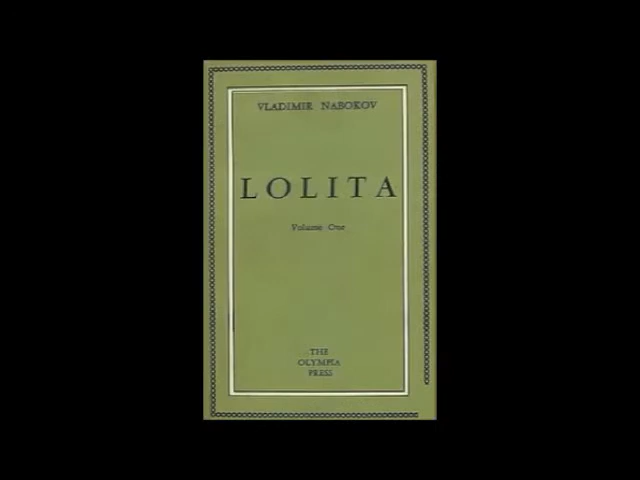 VLADIMIR NABOKOV
LOLITA
Volume One
THE
OLYMPIA
PRESS